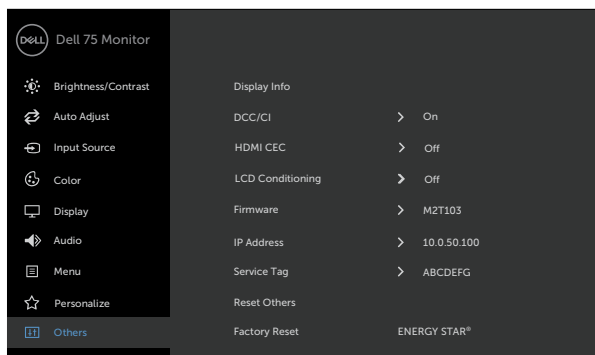 DELL Dell 75 Monitor
Brightness/Contrast Display Info
Auto Adjust DCC/CI On
Input Source HDMI CEC Off
Color LCD Conditioning Off
Display Firmware M2T103
Audio IP Address 10.0.50.100
Menu Service Tag ABCDEFG
Personalize Reset Others
Others Factory Reset ENERGY STAR®